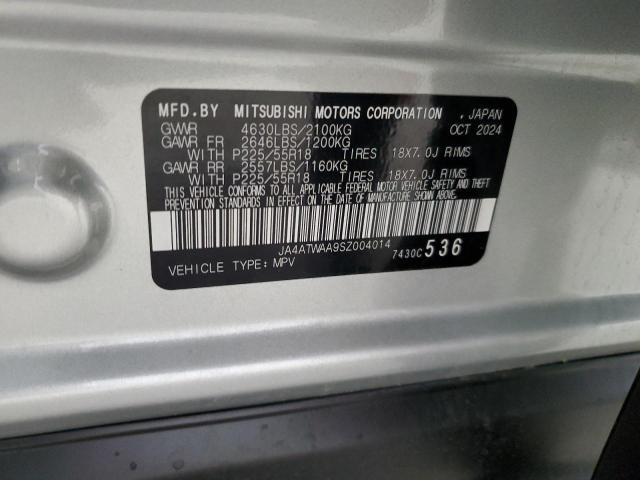 MFD.BY MITSUBISHI MOTORS CORPORATION , JAPAN
GVWR 4630LBS/2100KG OCT 2024
GAWR FR 2646LBS/1200KG
WITH P225/55R18 TIRES 18X7.0J RIMS
GAWR RR 2557LBS/1160KG
WITH P225/55R18 TIRES 18X7.0J RIMS
THIS VEHICLE CONFORMS TO ALL APPLICABLE FEDERAL MOTOR VEHICLE SAFETY AND THEFT
PREVENTION STANDARDS IN EFFECT ON THE DATE OF MANUFACTURE SHOWN ABOVE.
JA4ATWAA9SZ004014
VEHICLE TYPE: MPV 7430C 536